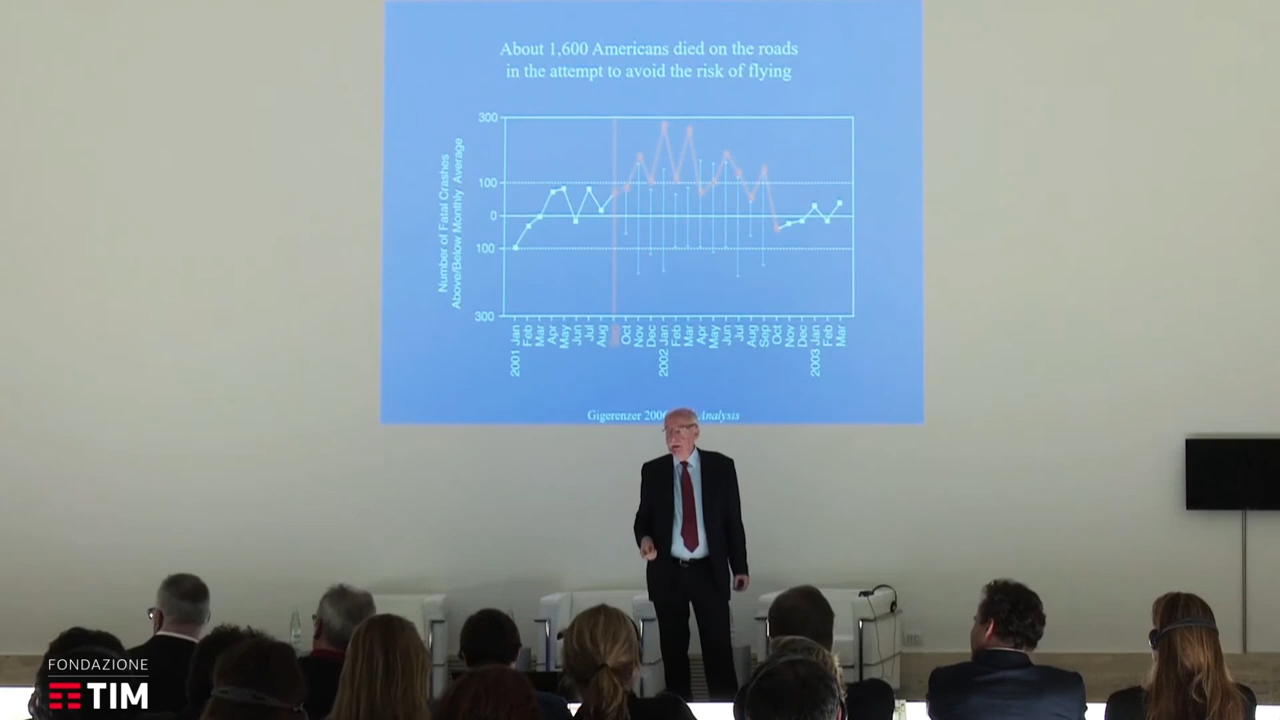 About 1,600 Americans died on the roads
in the attempt to avoid the risk of flying
Number of Fatal Crashes
Above/Below Monthly Average
300
100
0
100
300
2001 Jan
Feb
Mar
Apr
May
Jun
Jul
Aug
Oct
Nov
Dec
2002 Jan
Feb
Mar
Apr
May
Jun
Jul
Aug
Sep
Oct
Nov
Dec
2003 Jan
Feb
Mar
Gigerenzer Analysis
FONDAZIONE
TIM